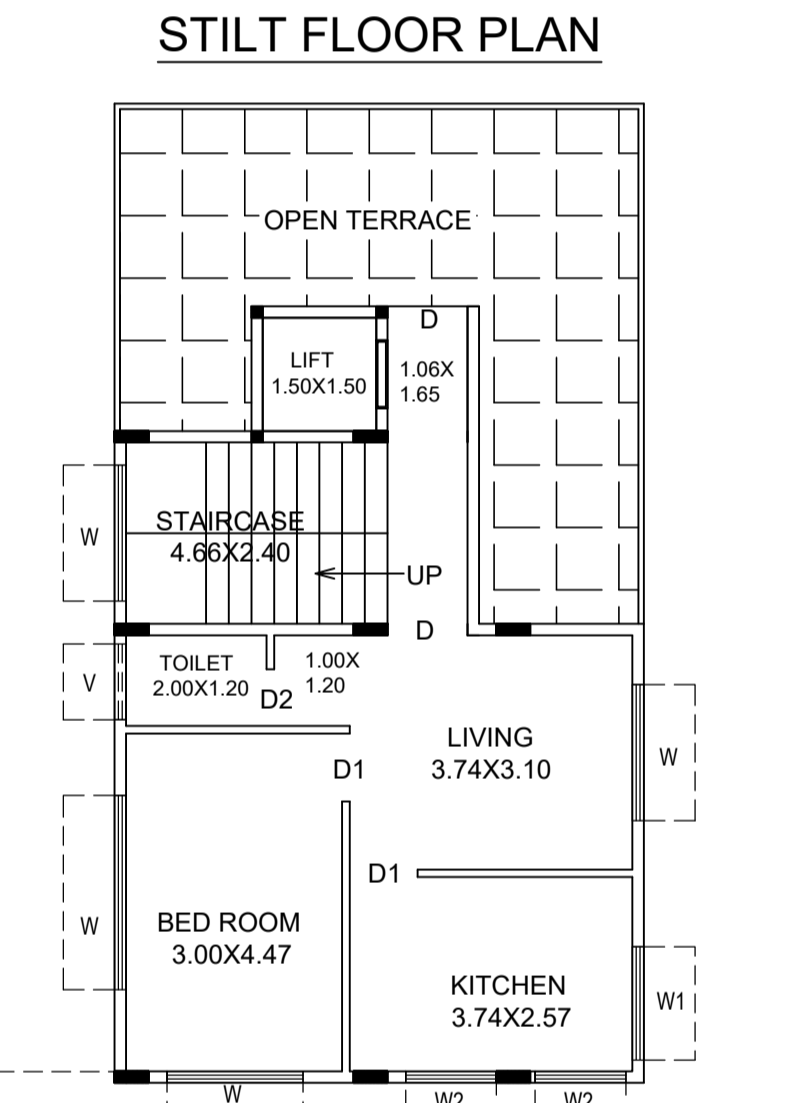 STILT FLOOR PLAN
OPEN TERRACE
D
LIFT
1.50X1.50
1.06X
1.65
STAIRCASE
4.66X2.40
W
UP
D
TOILET
2.00X1.20
1.00X
1.20
V
D2
LIVING
3.74X3.10
W
D1
D1
BED ROOM
3.00X4.47
W
KITCHEN
3.74X2.57
W1
W
W2
W2